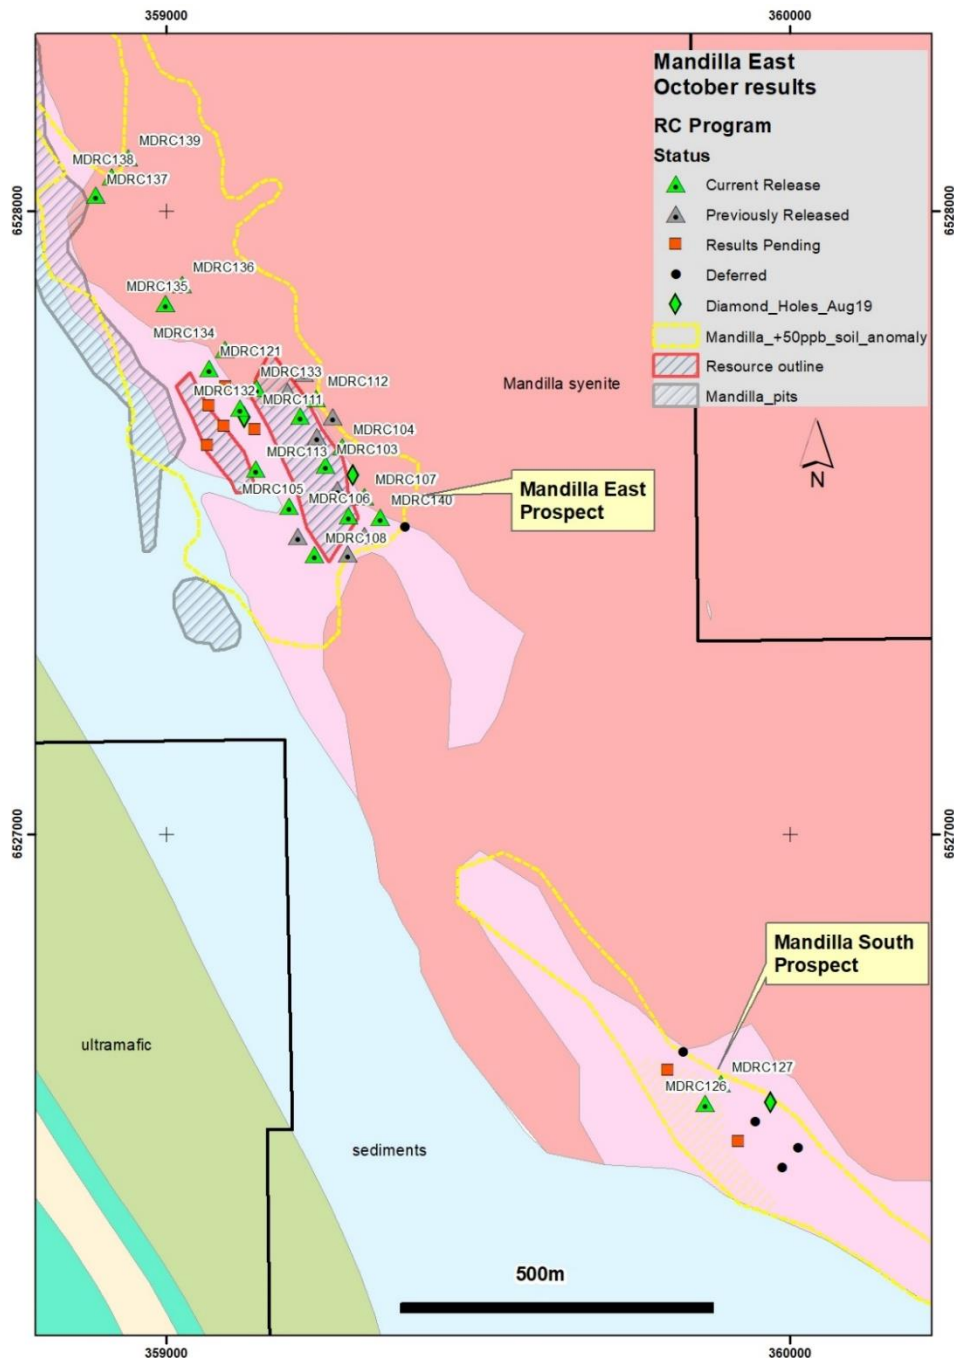 359000
360000
Mandilla East
October results
RC Program
Status
Current Release
Previously Released
Results Pending
Deferred
Diamond_Holes_Aug19
Mandilla_+50ppb_soil_anomaly
Resource outline
Mandilla_pits
MDRC139
MDRC138
MDRC137
6528000
6528000
MDRC136
MDRC135
MDRC134
MDRC121
MDRC133
MDRC112
Mandilla syenite
MDRC132
MDRC111
MDRC104
MDRC113
MDRC103
N
MDRC107
MDRC105
MDRC106
MDRC140
Mandilla East
Prospect
MDRC108
6527000
6527000
Mandilla South
Prospect
ultramafic
MDRC127
MDRC126
sediments
500m
359000
360000